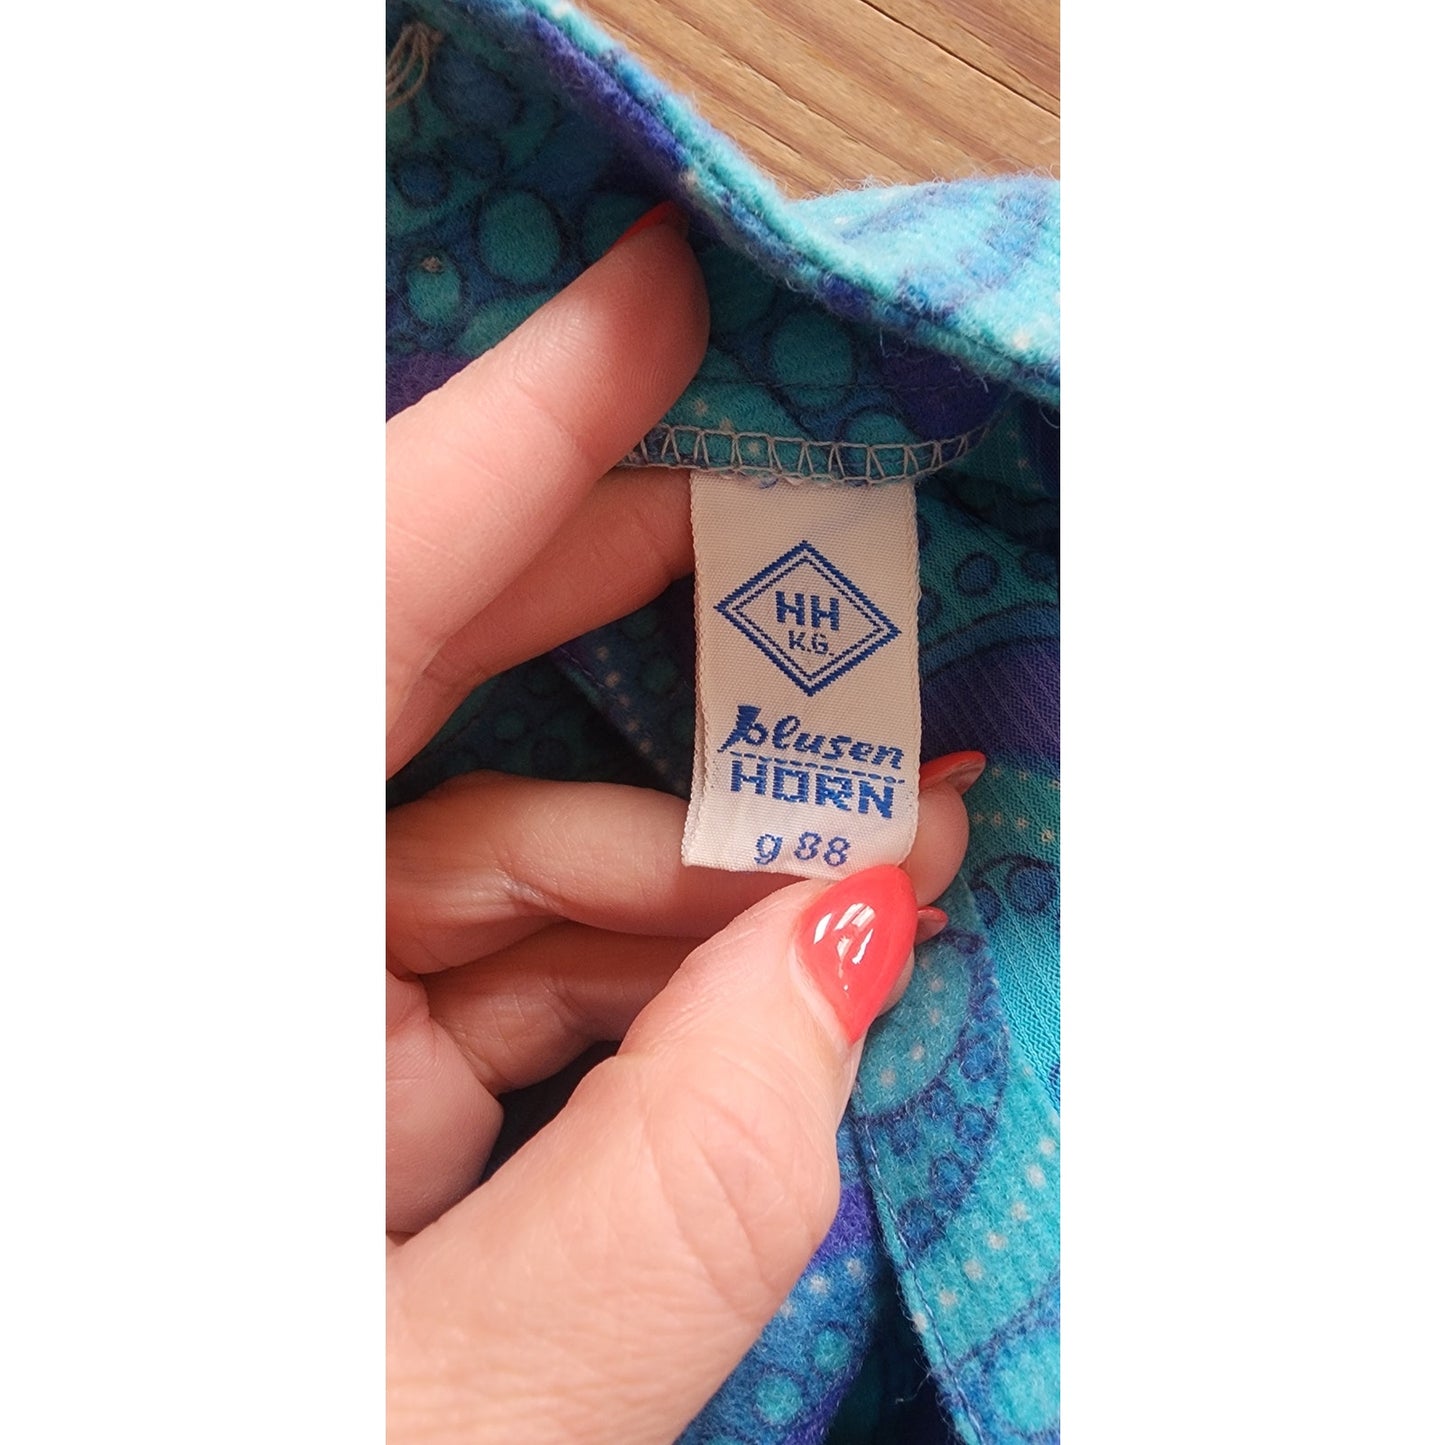 HH
K.G.
blusen
HORN
g 88